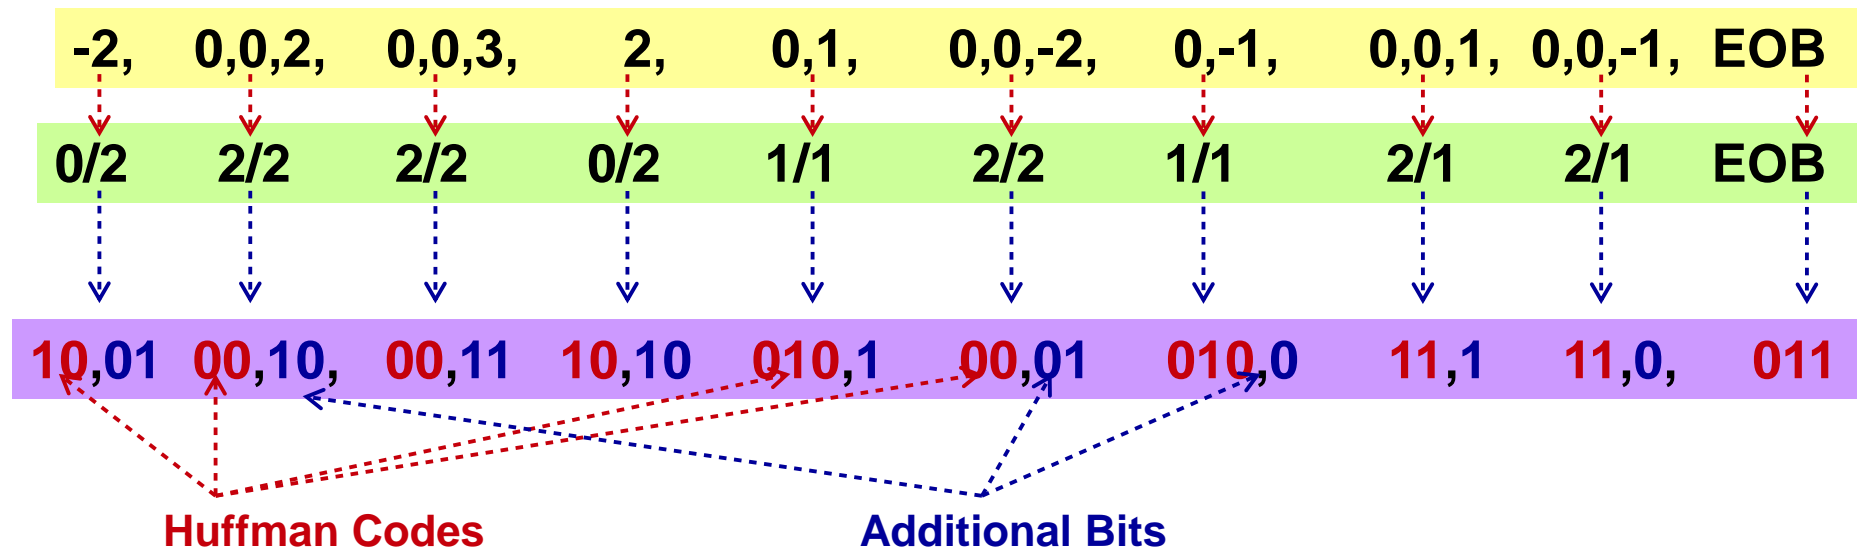 -2, 0,0,2, 0,0,3, 2, 0,1, 0,0,-2, 0,-1, 0,0,1, 0,0,-1, EOB
0/2 2/2 2/2 0/2 1/1 2/2 1/1 2/1 2/1 EOB
10,01 00,10, 00,11 10,10 010,1 00,01 010,0 11,1 11,0, 011
Huffman Codes Additional Bits